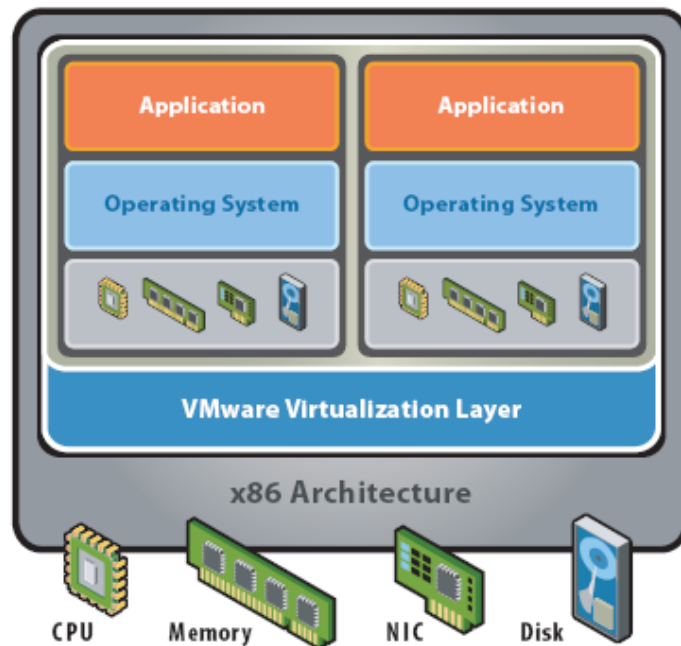 Application
Application
Operating System
Operating System
VMware Virtualization Layer
x86 Architecture
CPU
Memory
NIC
Disk